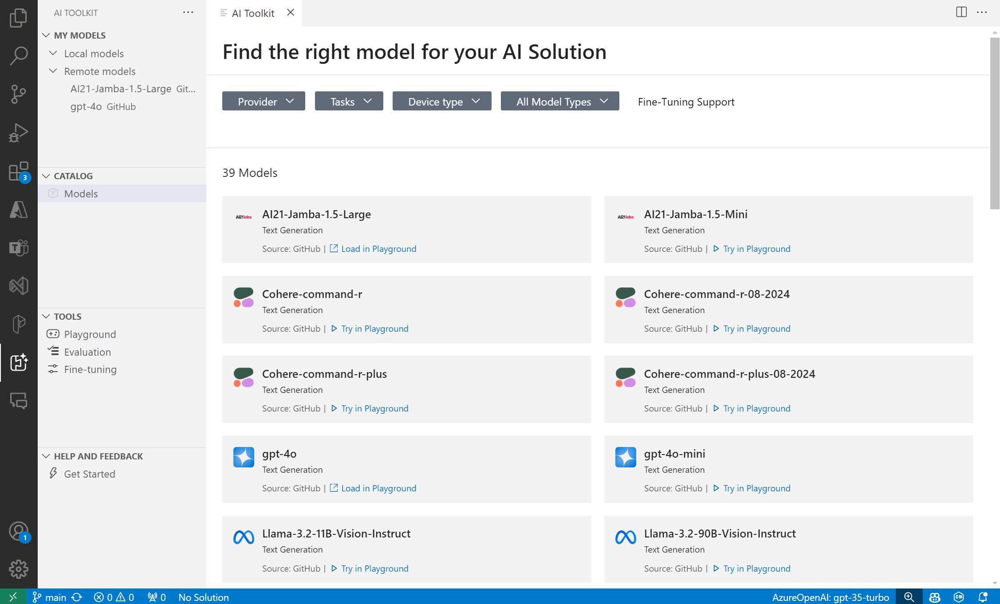 AI TOOLKIT
MY MODELS
Local models
Remote models
AI21-Jamba-1.5-Large Git...
gpt-4o GitHub
3
CATALOG
Models
TOOLS
Playground
Evaluation
Fine-tuning
HELP AND FEEDBACK
Get Started
1
AI Toolkit
Find the right model for your AI Solution
Provider
Tasks
Device type
All Model Types
Fine-Tuning Support
39 Models
AI21labs
AI21-Jamba-1.5-Large
Text Generation
Source: GitHub | Load in Playground
AI21labs
AI21-Jamba-1.5-Mini
Text Generation
Source: GitHub | Try in Playground
Cohere-command-r
Text Generation
Source: GitHub | Try in Playground
Cohere-command-r-08-2024
Text Generation
Source: GitHub | Try in Playground
Cohere-command-r-plus
Text Generation
Source: GitHub | Try in Playground
Cohere-command-r-plus-08-2024
Text Generation
Source: GitHub | Try in Playground
gpt-4o
Text Generation
Source: GitHub | Load in Playground
gpt-4o-mini
Text Generation
Source: GitHub | Try in Playground
Llama-3.2-11B-Vision-Instruct
Text Generation
Source: GitHub | Try in Playground
Llama-3.2-90B-Vision-Instruct
Text Generation
Source: GitHub | Try in Playground
main 0 0 0 No Solution
AzureOpenAI: gpt-35-turbo